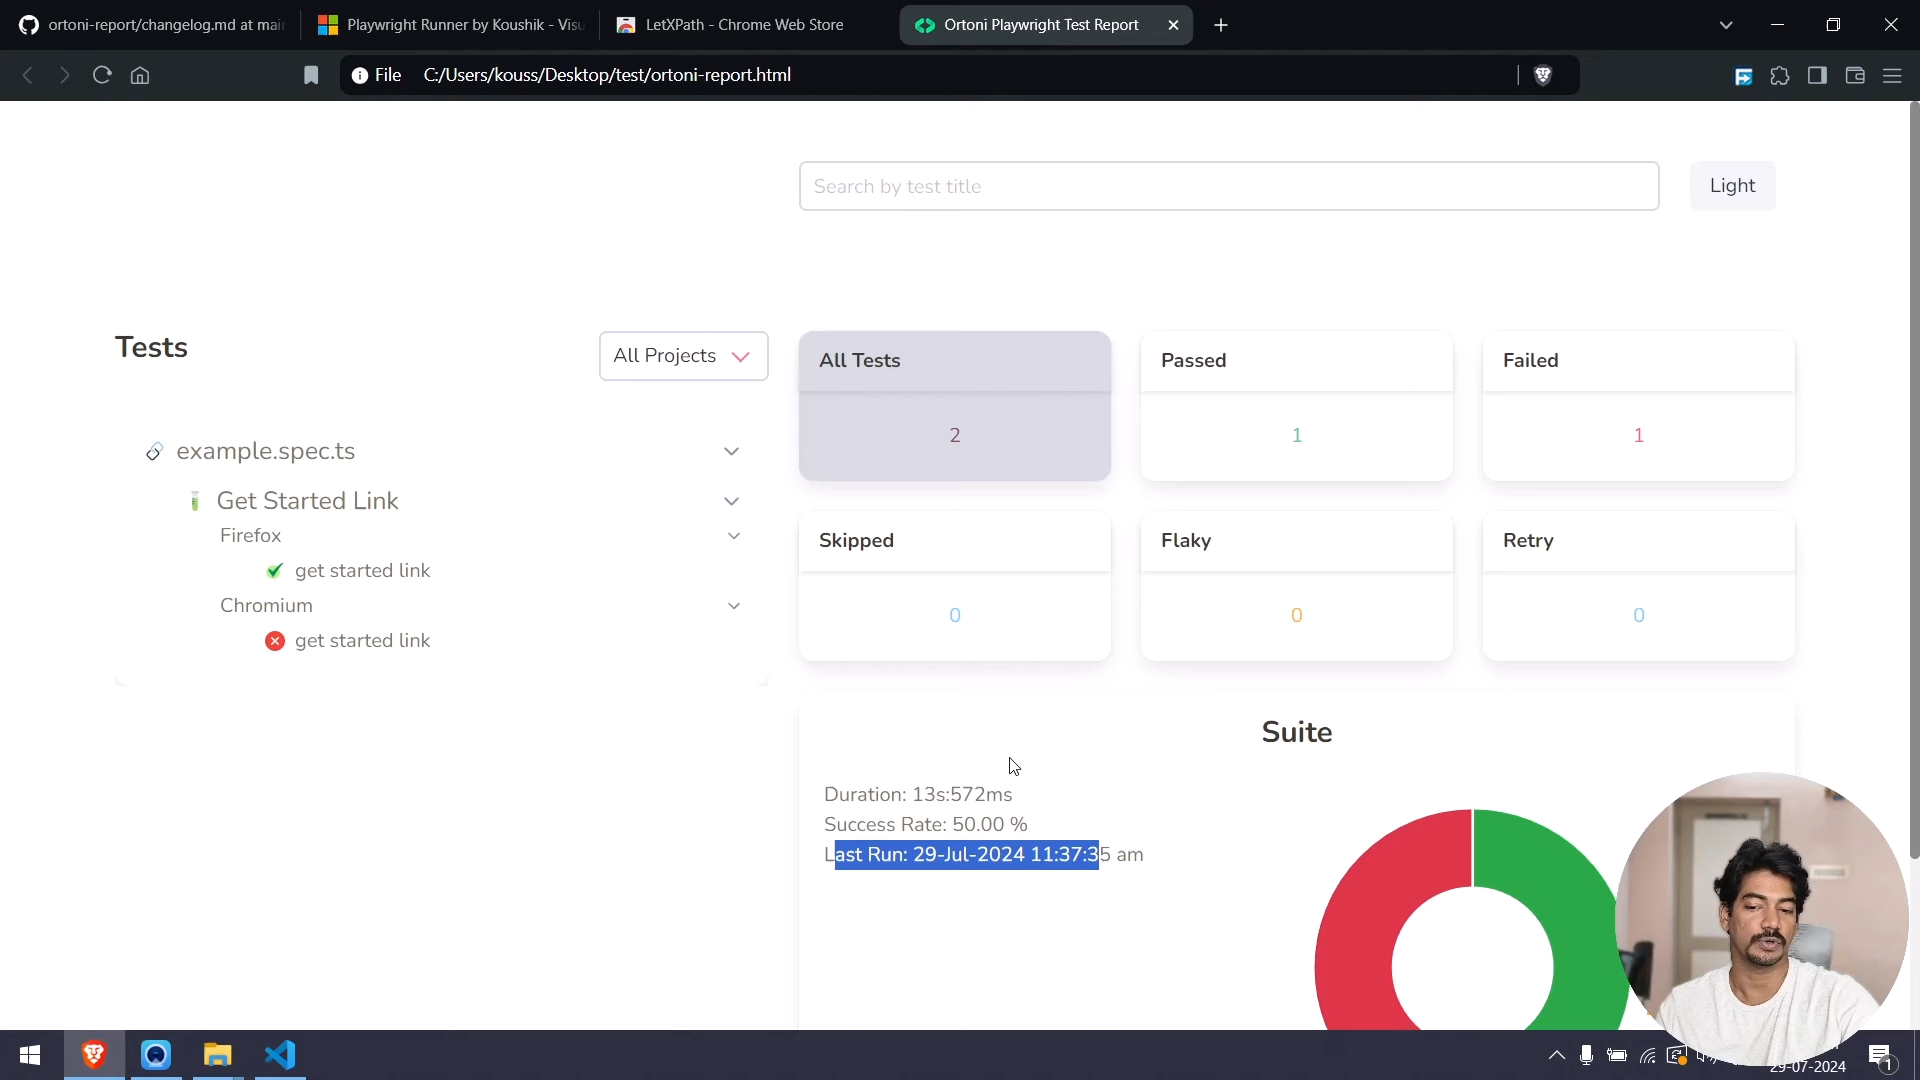 ortoni-report/changelog.md at mai
Playwright Runner by Koushik - Visu
LetXPath - Chrome Web Store
Ortoni Playwright Test Report
File
C:/Users/kouss/Desktop/test/ortoni-report.html
Search by test title
Light
Tests
All Projects
All Tests
2
Passed
1
Failed
1
example.spec.ts
Get Started Link
Firefox
get started link
Chromium
get started link
Skipped
0
Flaky
0
Retry
0
Suite
Duration: 13s:572ms
Success Rate: 50.00 %
Last Run: 29-Jul-2024 11:37:35 am
29-07-2024
1